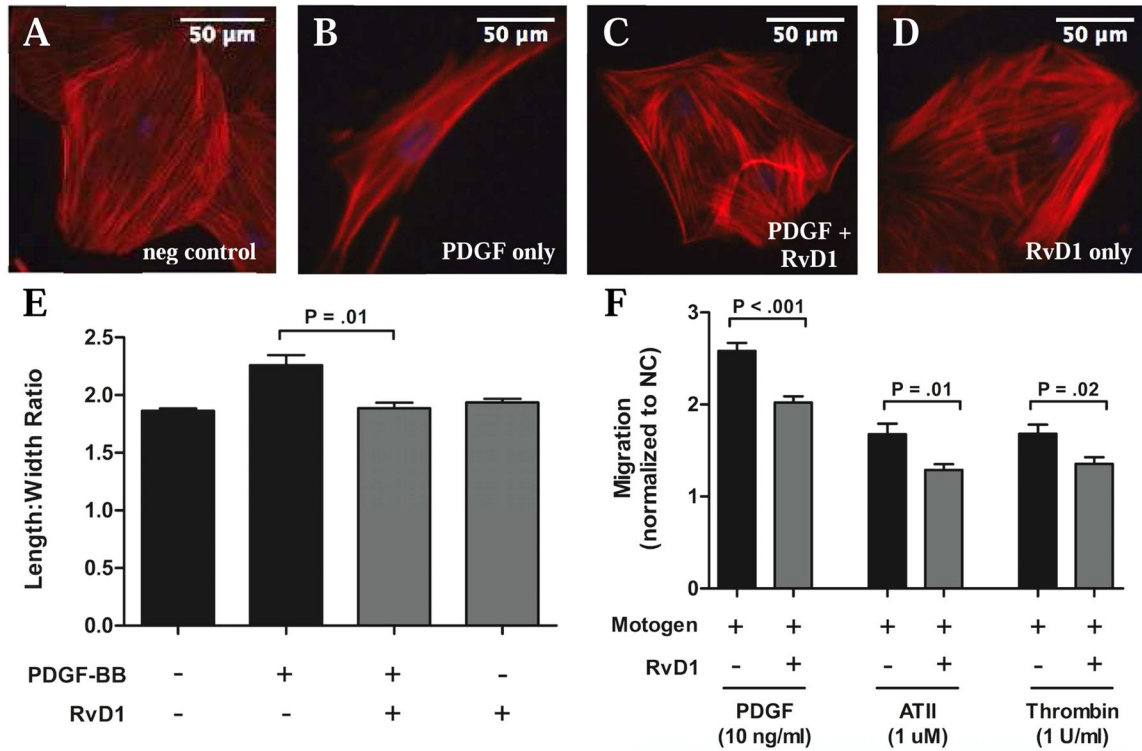 A
50 µm
neg control
B
50 µm
PDGF only
C
50 µm
PDGF +
RvD1
D
50 µm
RvD1 only
E
P = .01
2.5
2.0
1.5
1.0
0.5
0.0
Length:Width Ratio
PDGF-BB - + + -
RvD1 - - + +
F
P < .001
P = .01
P = .02
3
2
1
0
Migration
(normalized to NC)
Motogen + + + + + +
RvD1 - + - + - +
PDGF ATII Thrombin
(10 ng/ml) (1 uM) (1 U/ml)